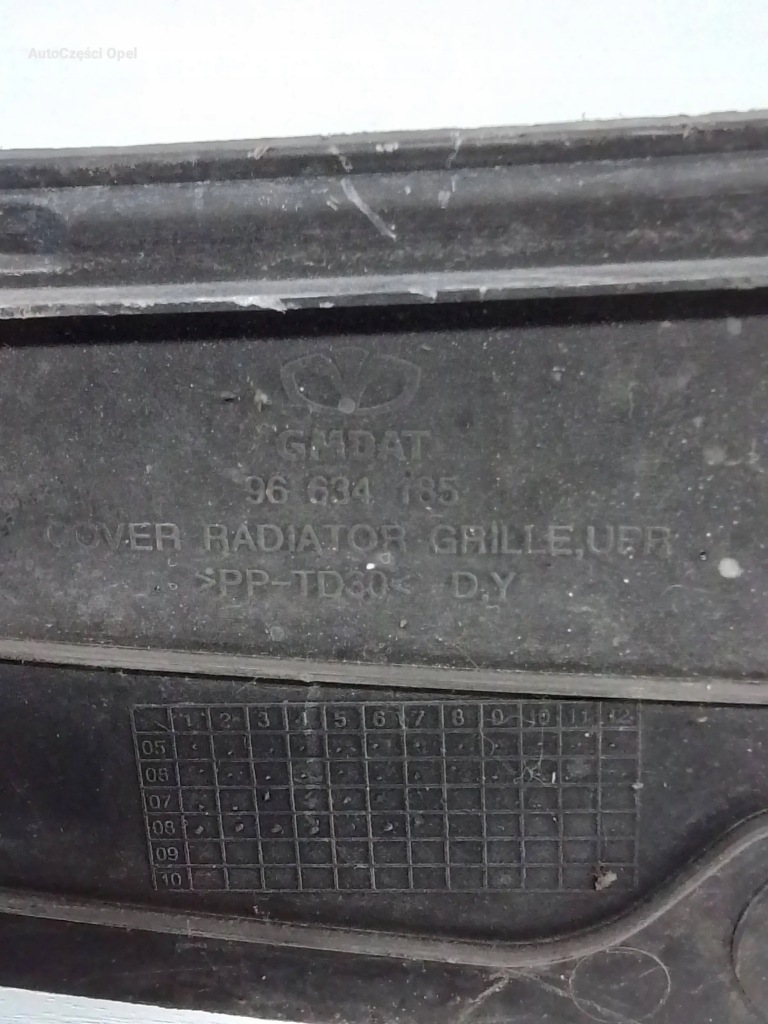 AutoCzęści Opel
GMDAT
96 634 185
COVER RADIATOR GRILLE,UPR
>PP-TD30< D.Y
1 2 3 4 5 6 7 8 9 10 11 12
05
06
07
08
09
10